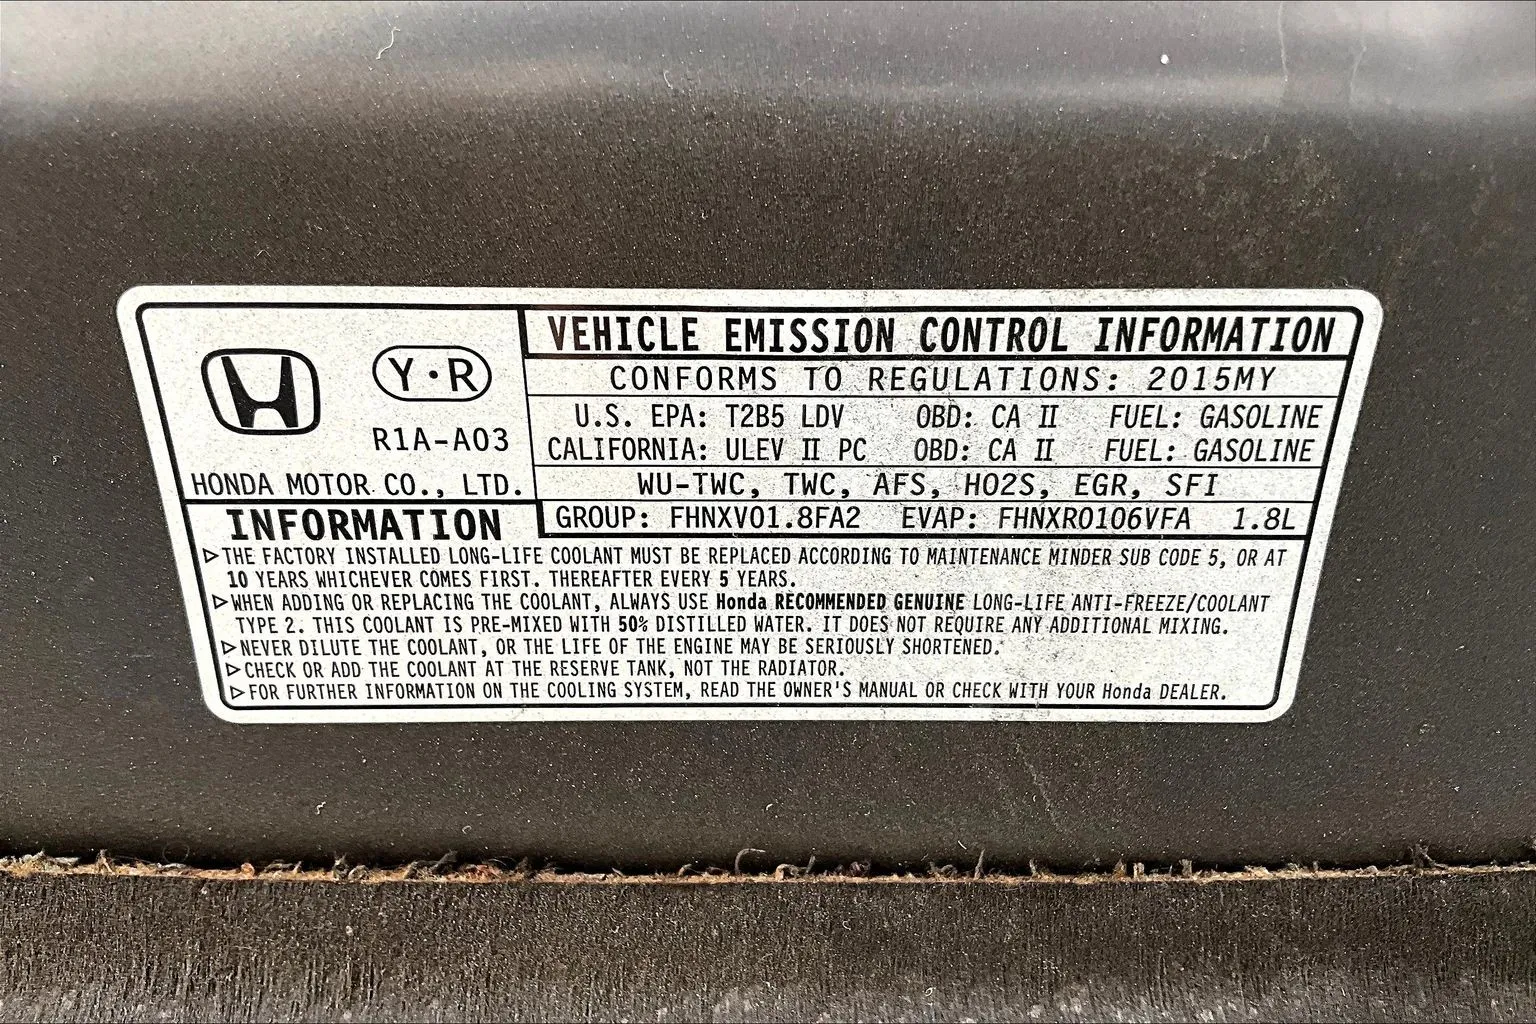 Y·R
R1A-A03
HONDA MOTOR CO., LTD.
VEHICLE EMISSION CONTROL INFORMATION
CONFORMS TO REGULATIONS: 2015MY
U.S. EPA: T2B5 LDV OBD: CA II FUEL: GASOLINE
CALIFORNIA: ULEV II PC OBD: CA II FUEL: GASOLINE
WU-TWC, TWC, AFS, HO2S, EGR, SFI
GROUP: FHNXV01.8FA2 EVAP: FHNXR0106VFA 1.8L
INFORMATION
▷THE FACTORY INSTALLED LONG-LIFE COOLANT MUST BE REPLACED ACCORDING TO MAINTENANCE MINDER SUB CODE 5, OR AT
10 YEARS WHICHEVER COMES FIRST. THEREAFTER EVERY 5 YEARS.
▷WHEN ADDING OR REPLACING THE COOLANT, ALWAYS USE Honda RECOMMENDED GENUINE LONG-LIFE ANTI-FREEZE/COOLANT
TYPE 2. THIS COOLANT IS PRE-MIXED WITH 50% DISTILLED WATER. IT DOES NOT REQUIRE ANY ADDITIONAL MIXING.
▷NEVER DILUTE THE COOLANT, OR THE LIFE OF THE ENGINE MAY BE SERIOUSLY SHORTENED.
▷CHECK OR ADD THE COOLANT AT THE RESERVE TANK, NOT THE RADIATOR.
▷FOR FURTHER INFORMATION ON THE COOLING SYSTEM, READ THE OWNER'S MANUAL OR CHECK WITH YOUR Honda DEALER.